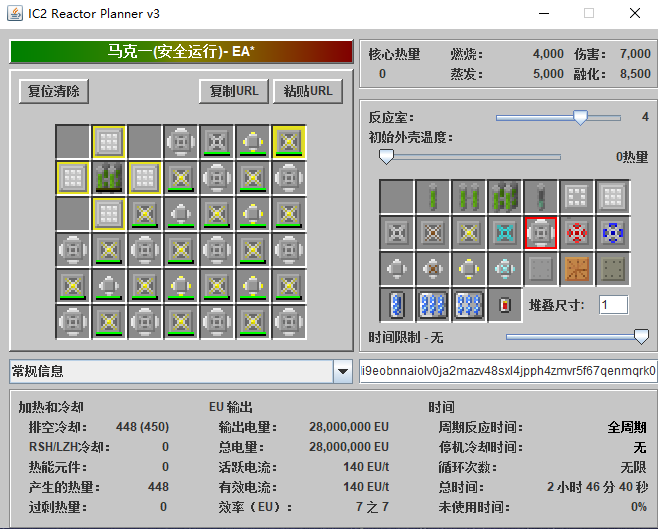 IC2 Reactor Planner v3
马克一(安全运行)- EA*
复位清除
复制URL
粘贴URL
核心热量 燃烧: 4,000 伤害: 7,000
0 蒸发: 5,000 融化: 8,500
反应室: 4
初始外壳温度:
0热量
堆叠尺寸: 1
时间限制 - 无
常规信息
li9eobnnaiolv0ja2mazv48sxl4jpph4zmvr5f67qenmqrk0
加热和冷却
排空冷却: 448 (450)
RSH/LZH冷却: 0
热能元件: 0
产生的热量: 448
过剩热量: 0
EU 输出
输出电量: 28,000,000 EU
总电量: 28,000,000 EU
活跃电流: 140 EU/t
有效电流: 140 EU/t
效率（EU）: 7 之 7
时间
周期反应时间: 全周期
停机冷却时间: 无
循环次数: 无限
总时间: 2 小时 46 分 40 秒
未使用时间: 0%